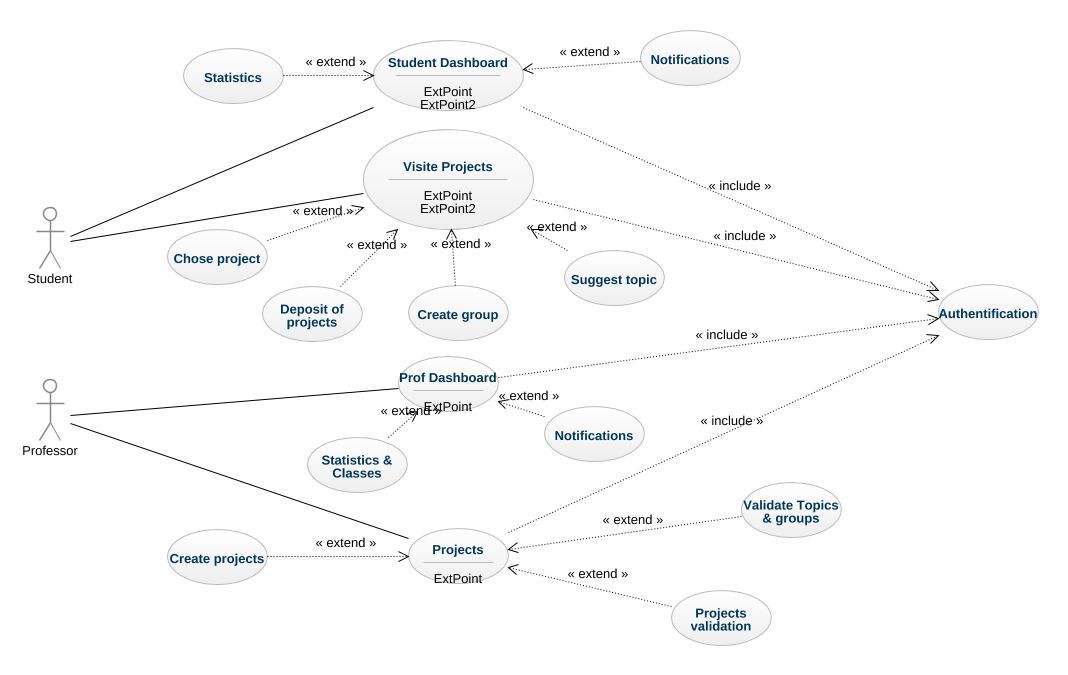 « extend »
« extend »
Statistics
Student Dashboard
Notifications
ExtPoint
ExtPoint2
Visite Projects
« include »
ExtPoint
ExtPoint2
« extend »
« extend »
« extend »
« extend »
« include »
Student
Chose project
Suggest topic
Deposit of
projects
Create group
Authentification
« include »
Prof Dashboard
ExtPoint
« extend »
« extend »
« include »
Professor
Notifications
Statistics &
Classes
Validate Topics
& groups
« extend »
« extend »
Create projects
Projects
ExtPoint
« extend »
Projects
validation